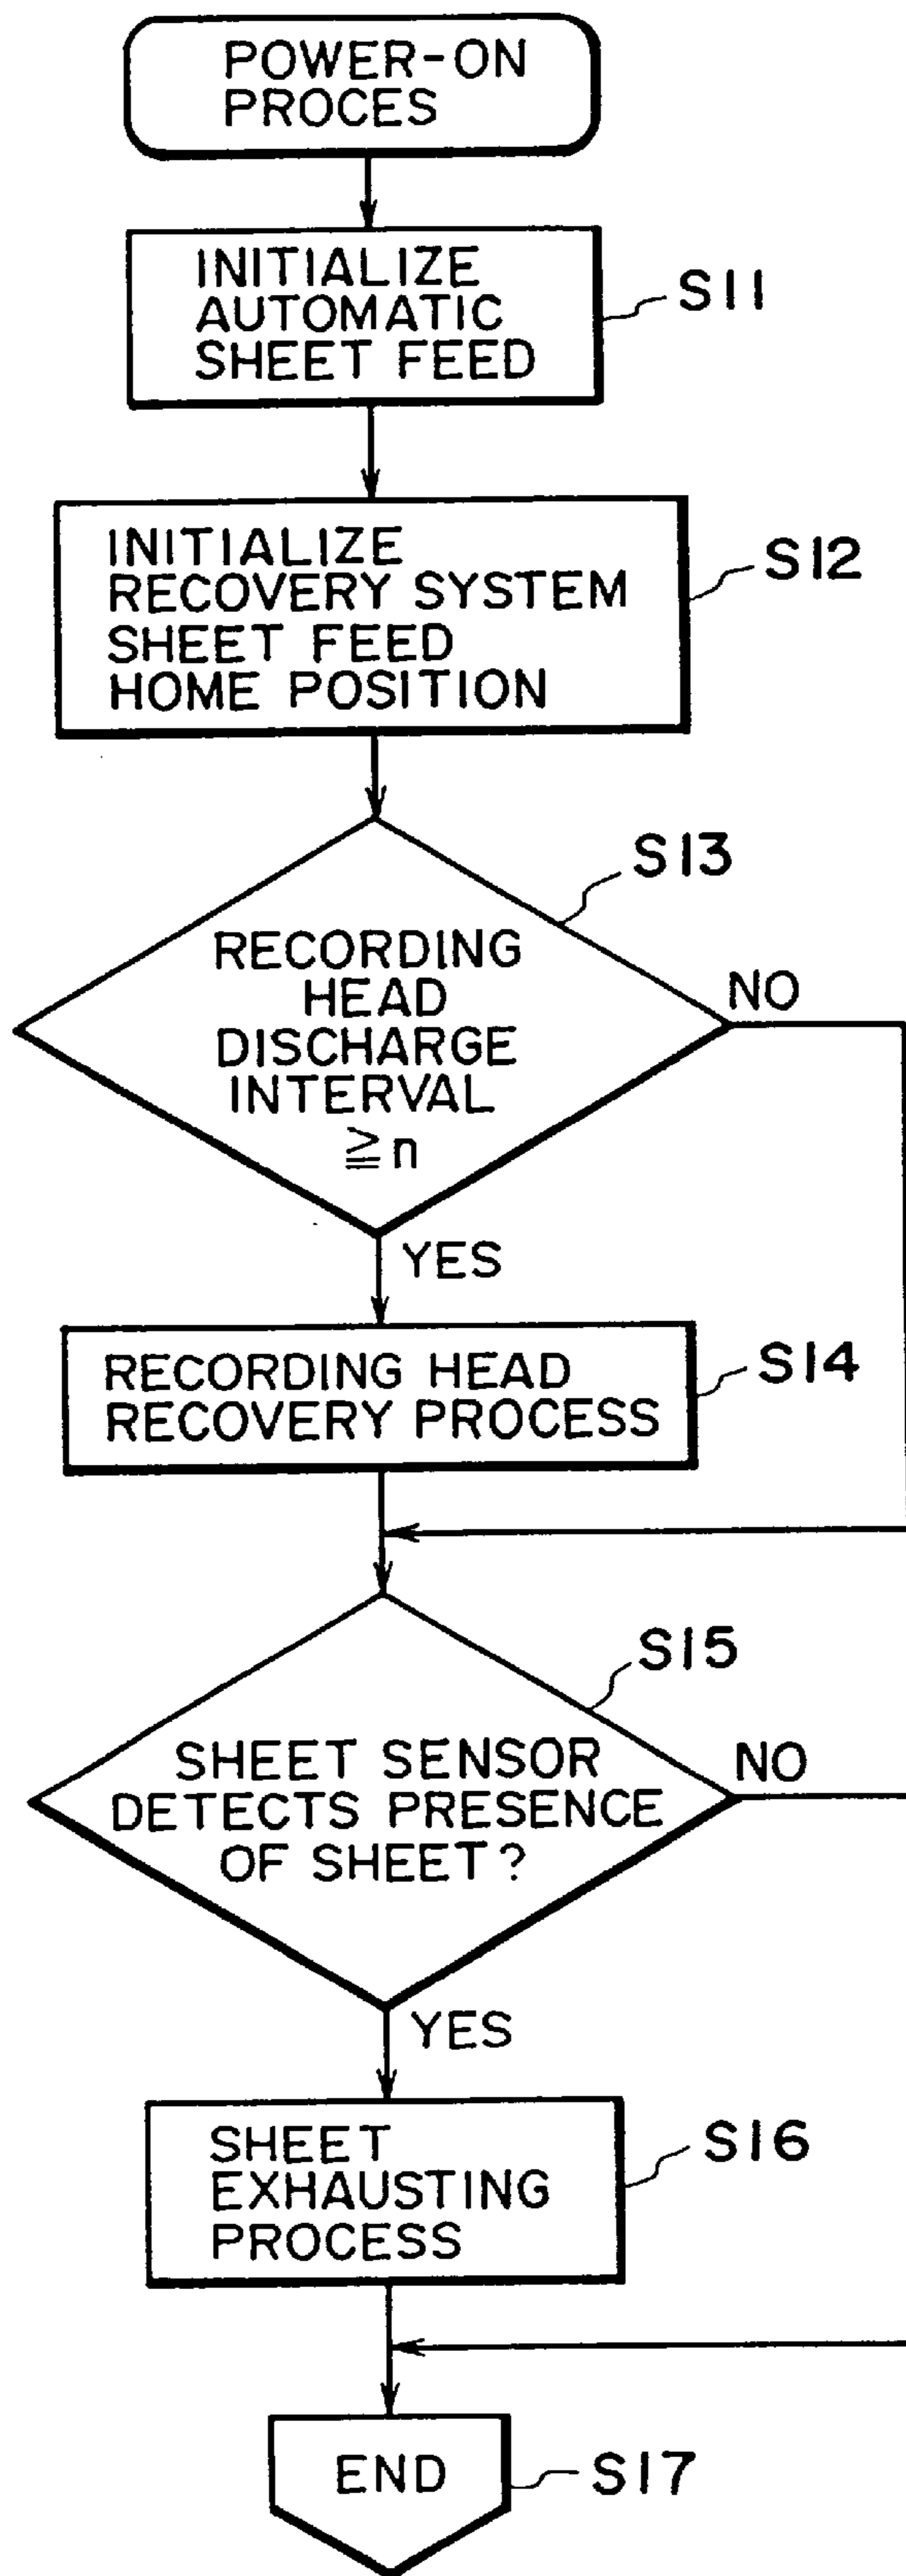 POWER-ON
PROCES
INITIALIZE
AUTOMATIC
SHEET FEED
S11
INITIALIZE
RECOVERY SYSTEM
SHEET FEED
HOME POSITION
S12
S13
RECORDING
HEAD
DISCHARGE
INTERVAL
≧n
NO
YES
RECORDING HEAD
RECOVERY PROCESS
S14
S15
SHEET SENSOR
DETECTS PRESENCE
OF SHEET?
NO
YES
SHEET
EXHAUSTING
PROCESS
S16
END
S17